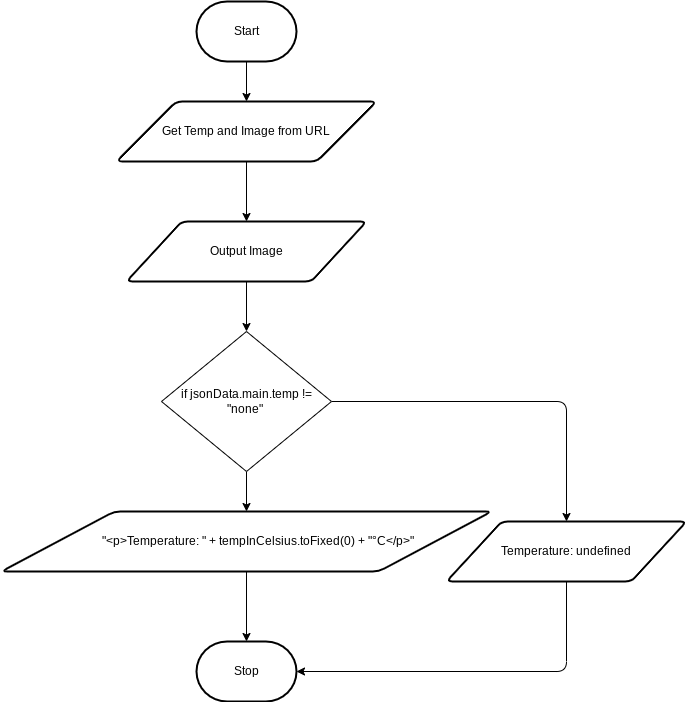 Start
Get Temp and Image from URL
Output Image
if jsonData.main.temp !=
"none"
"<p>Temperature: " + tempInCelsius.toFixed(0) + "°C</p>"
Temperature: undefined
Stop